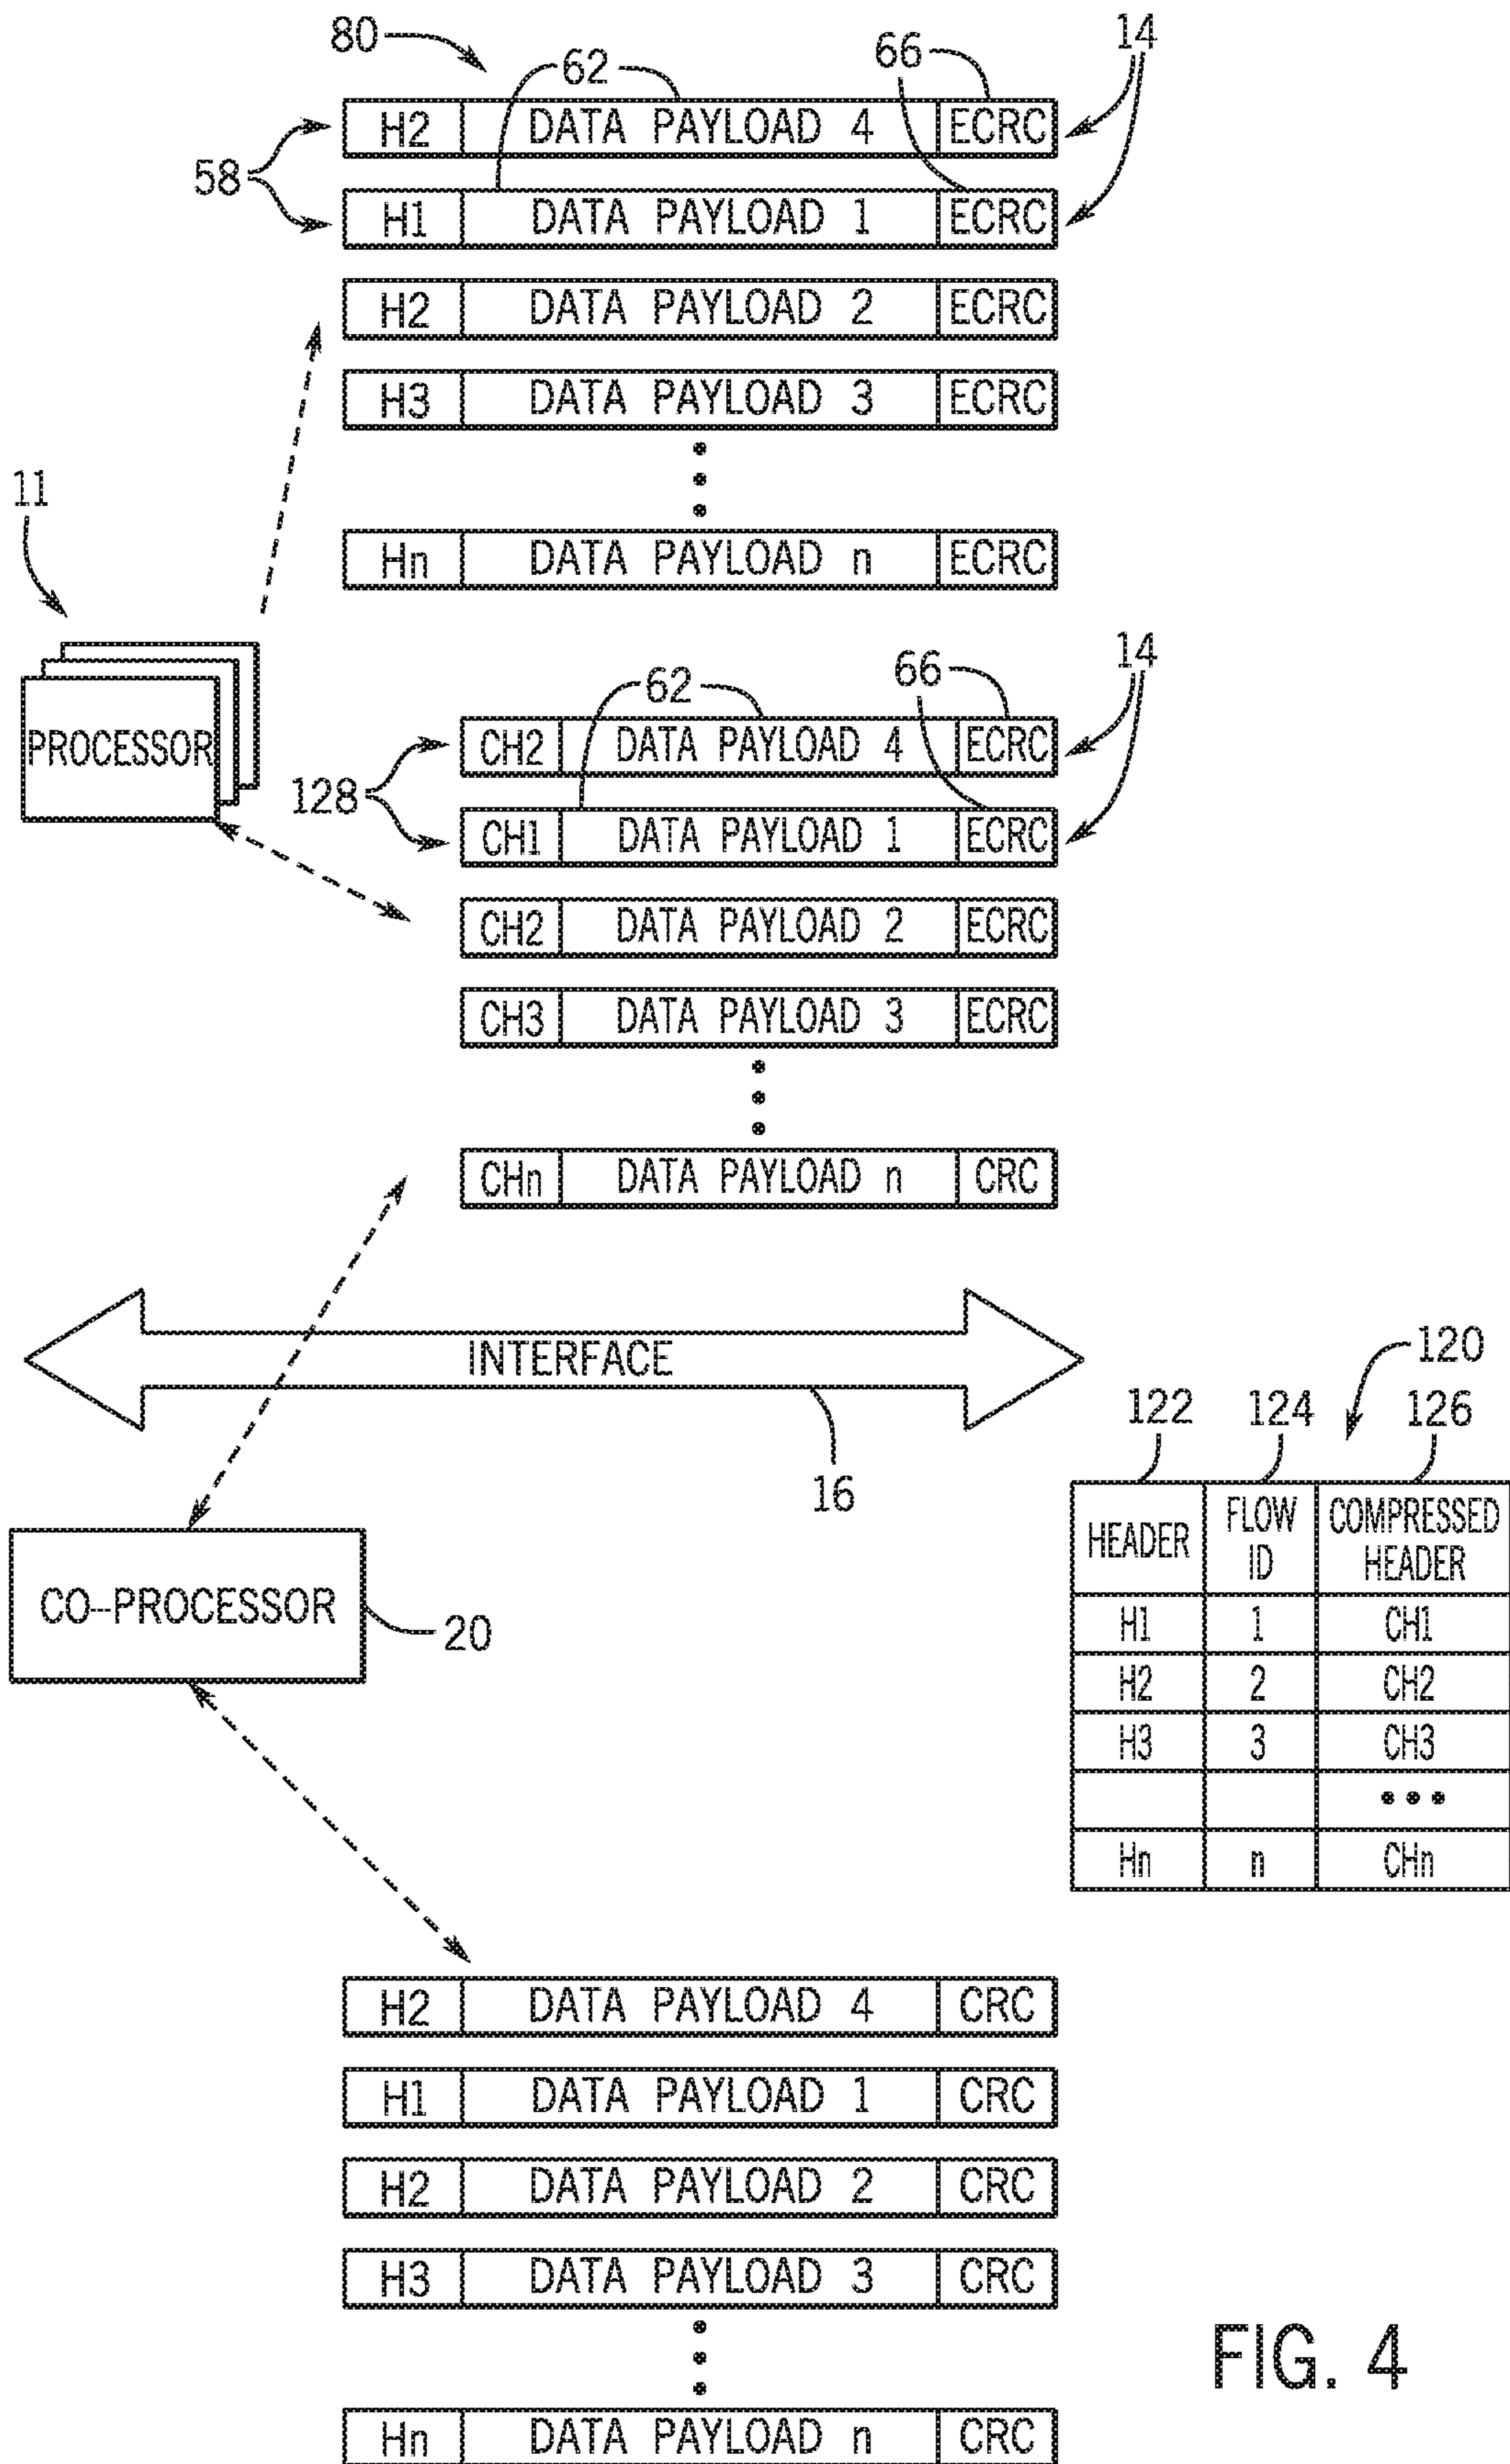 80
62
66
14
H2 DATA PAYLOAD 4 ECRC
58
H1 DATA PAYLOAD 1 ECRC
H2 DATA PAYLOAD 2 ECRC
H3 DATA PAYLOAD 3 ECRC
11
Hn DATA PAYLOAD n ECRC
62
66
14
PROCESSOR
CH2 DATA PAYLOAD 4 ECRC
128
CH1 DATA PAYLOAD 1 ECRC
CH2 DATA PAYLOAD 2 ECRC
CH3 DATA PAYLOAD 3 ECRC
CHn DATA PAYLOAD n CRC
INTERFACE
16
120
122 124 126
HEADER FLOW ID COMPRESSED HEADER
H1 1 CH1
H2 2 CH2
H3 3 CH3
•••
Hn n CHn
CO---PROCESSOR
20
H2 DATA PAYLOAD 4 CRC
H1 DATA PAYLOAD 1 CRC
H2 DATA PAYLOAD 2 CRC
H3 DATA PAYLOAD 3 CRC
Hn DATA PAYLOAD n CRC
FIG. 4